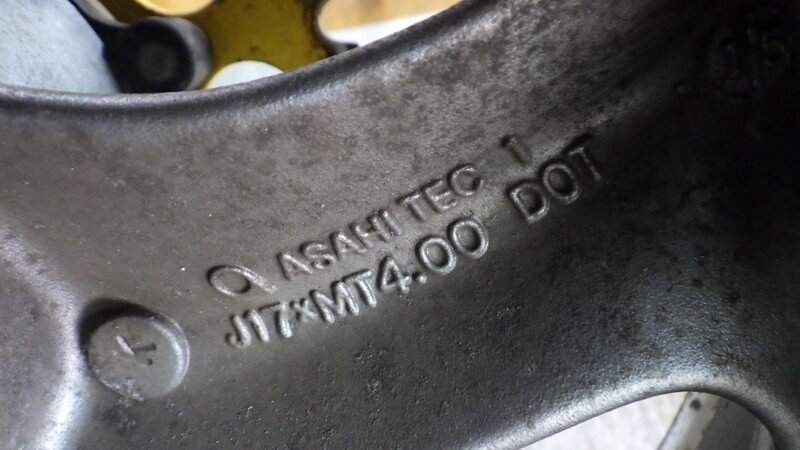 ASAHI TEC 1
J17×MT4.00 DOT